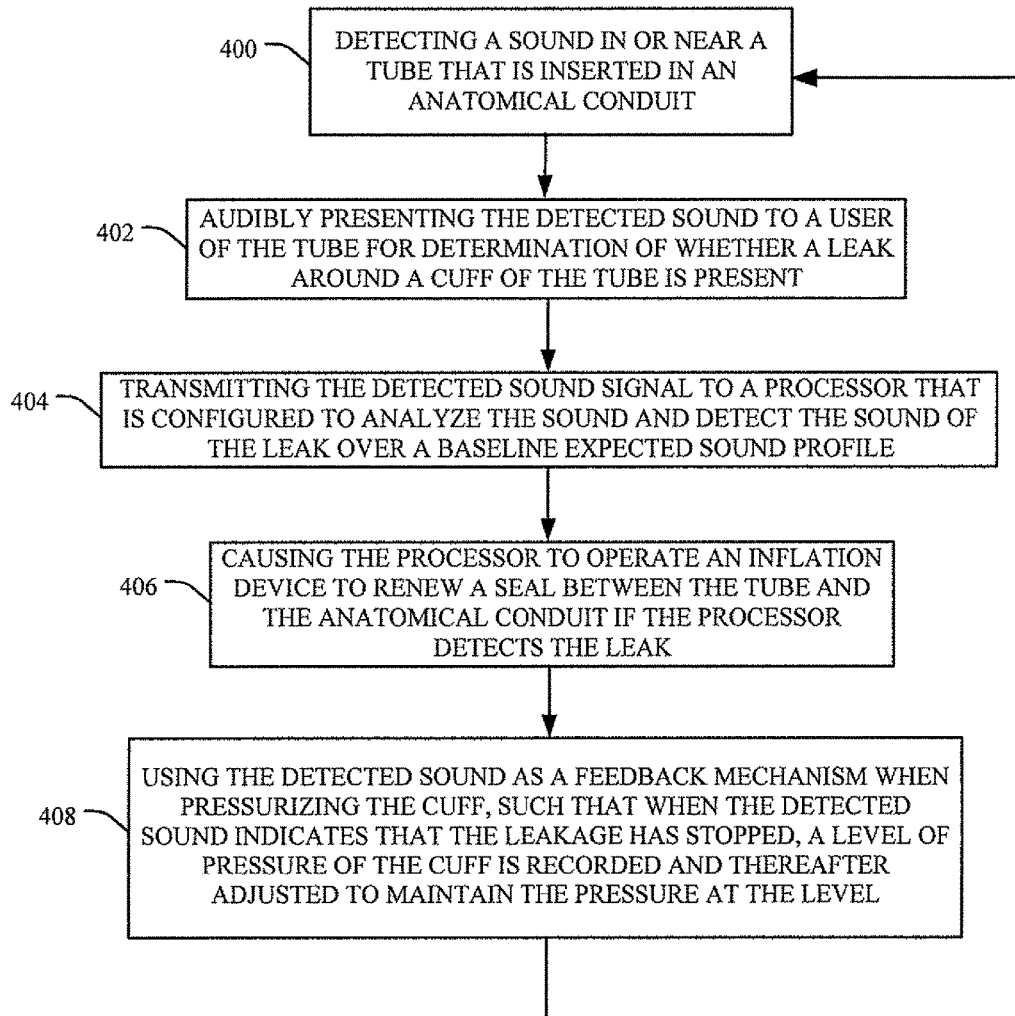 400
DETECTING A SOUND IN OR NEAR A
TUBE THAT IS INSERTED IN AN
ANATOMICAL CONDUIT
402
AUDIBLY PRESENTING THE DETECTED SOUND TO A USER
OF THE TUBE FOR DETERMINATION OF WHETHER A LEAK
AROUND A CUFF OF THE TUBE IS PRESENT
404
TRANSMITTING THE DETECTED SOUND SIGNAL TO A PROCESSOR THAT
IS CONFIGURED TO ANALYZE THE SOUND AND DETECT THE SOUND OF
THE LEAK OVER A BASELINE EXPECTED SOUND PROFILE
406
CAUSING THE PROCESSOR TO OPERATE AN INFLATION
DEVICE TO RENEW A SEAL BETWEEN THE TUBE AND
THE ANATOMICAL CONDUIT IF THE PROCESSOR
DETECTS THE LEAK
408
USING THE DETECTED SOUND AS A FEEDBACK MECHANISM WHEN
PRESSURIZING THE CUFF, SUCH THAT WHEN THE DETECTED
SOUND INDICATES THAT THE LEAKAGE HAS STOPPED, A LEVEL OF
PRESSURE OF THE CUFF IS RECORDED AND THEREAFTER
ADJUSTED TO MAINTAIN THE PRESSURE AT THE LEVEL